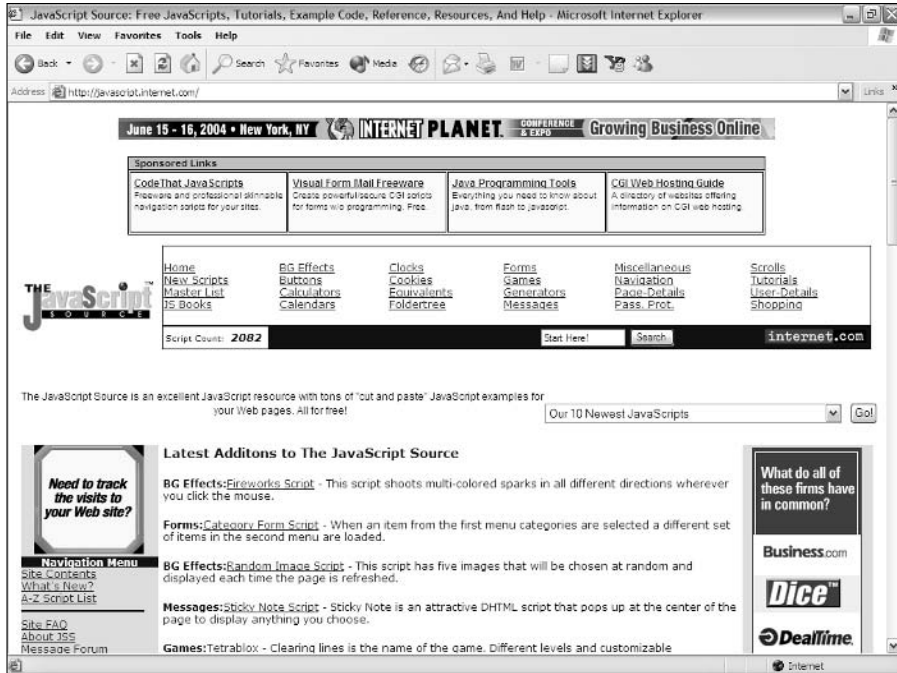 JavaScript Source: Free JavaScripts, Tutorials, Example Code, Reference, Resources, And Help - Microsoft Internet Explorer
File Edit View Favorites Tools Help
Back Search Favorites Media
Address http://javascript.internet.com/ Links »
June 15 - 16, 2004 • New York, NY INTERNET PLANET CONFERENCE & EXPO Growing Business Online
Sponsored Links
CodeThat JavaScripts
Freeware and professional skinnable
navigation scripts for your sites.
Visual Form Mail Freeware
Create powerful/secure CGI scripts
for forms w/o programming. Free.
Java Programming Tools
Everything you need to know about
java, from flash to javascript.
CGI Web Hosting Guide
A directory of websites offering
information on CGI web hosting.
THE JavaScript SOURCE ™
Home BG Effects Clocks Forms Miscellaneous Scrolls
New Scripts Buttons Cookies Games Navigation Tutorials
Master List Calculators Equivalents Generators Page-Details User-Details
JS Books Calendars Foldertree Messages Pass. Prot. Shopping
Script Count: 2082 Start Here! Search internet.com
The JavaScript Source is an excellent JavaScript resource with tons of "cut and paste" JavaScript examples for
your Web pages. All for free!
Our 10 Newest JavaScripts Go!
Need to track
the visits to
your Web site?
Navigation Menu
Site Contents
What's New?
A-Z Script List
Site FAQ
About JSS
Message Forum
Latest Additons to The JavaScript Source
BG Effects:Fireworks Script - This script shoots multi-colored sparks in all different directions wherever
you click the mouse.
Forms:Category Form Script - When an item from the first menu categories are selected a different set
of items in the second menu are loaded.
BG Effects:Random Image Script - This script has five images that will be chosen at random and
displayed each time the page is refreshed.
Messages:Sticky Note Script - Sticky Note is an attractive DHTML script that pops up at the center of the
page to display anything you choose.
Games:Tetrablox - Clearing lines is the name of the game. Different levels and customizable
What do all of
these firms have
in common?
Business.com
Dice™
DealTime.
Internet